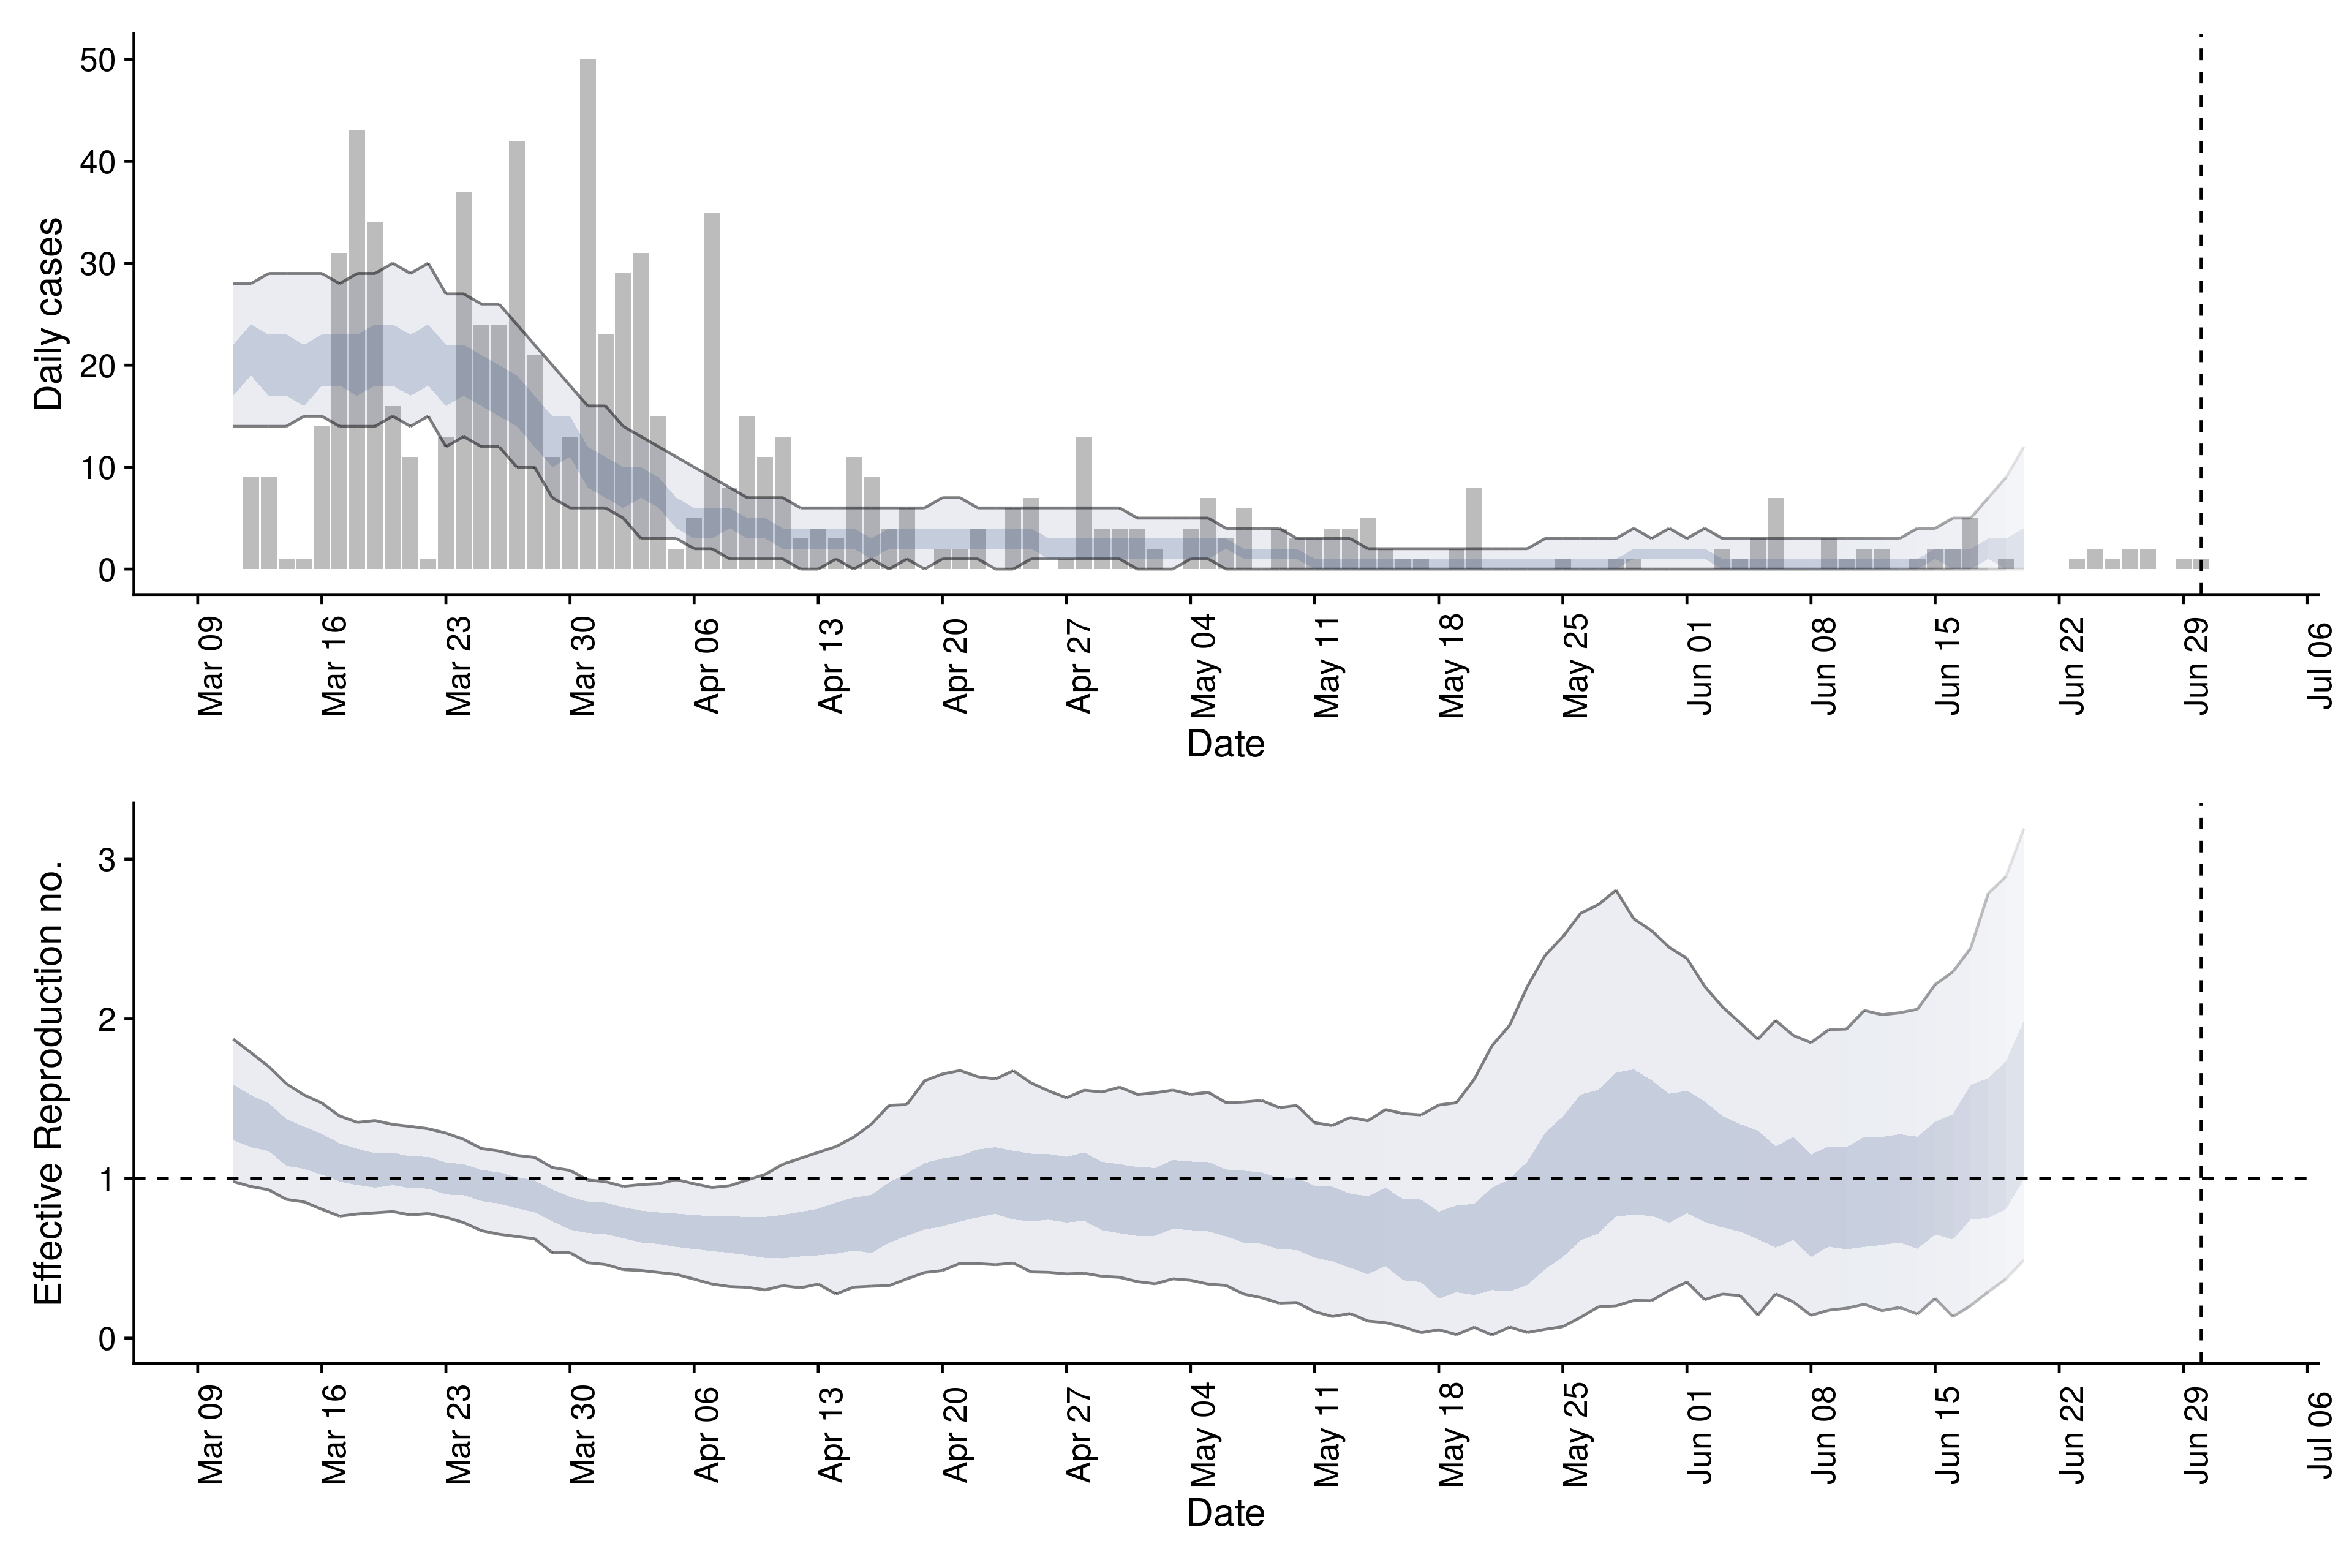 Daily cases
50
40
30
20
10
0
Mar 09
Mar 16
Mar 23
Mar 30
Apr 06
Apr 13
Apr 20
Apr 27
May 04
May 11
May 18
May 25
Jun 01
Jun 08
Jun 15
Jun 22
Jun 29
Jul 06
Date
Effective Reproduction no.
3
2
1
0
Mar 09
Mar 16
Mar 23
Mar 30
Apr 06
Apr 13
Apr 20
Apr 27
May 04
May 11
May 18
May 25
Jun 01
Jun 08
Jun 15
Jun 22
Jun 29
Jul 06
Date